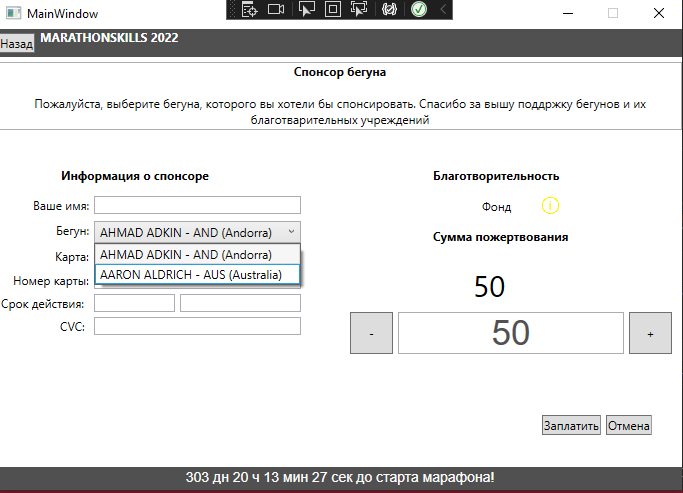 MainWindow
Назад
MARATHONSKILLS 2022
Спонсор бегуна
Пожалуйста, выберите бегуна, которого вы хотели бы спонсировать. Спасибо за вышу поддржку бегунов и их
благотварительных учреждений
Информация о спонсоре
Ваше имя:
Бегун:
AHMAD ADKIN - AND (Andorra)
AHMAD ADKIN - AND (Andorra)
AARON ALDRICH - AUS (Australia)
Карта:
Номер карты:
Срок действия:
CVC:
Благотворительность
Фонд
i
Сумма пожертвования
50
-
50
+
Заплатить
Отмена
303 дн 20 ч 13 мин 27 сек до старта марафона!